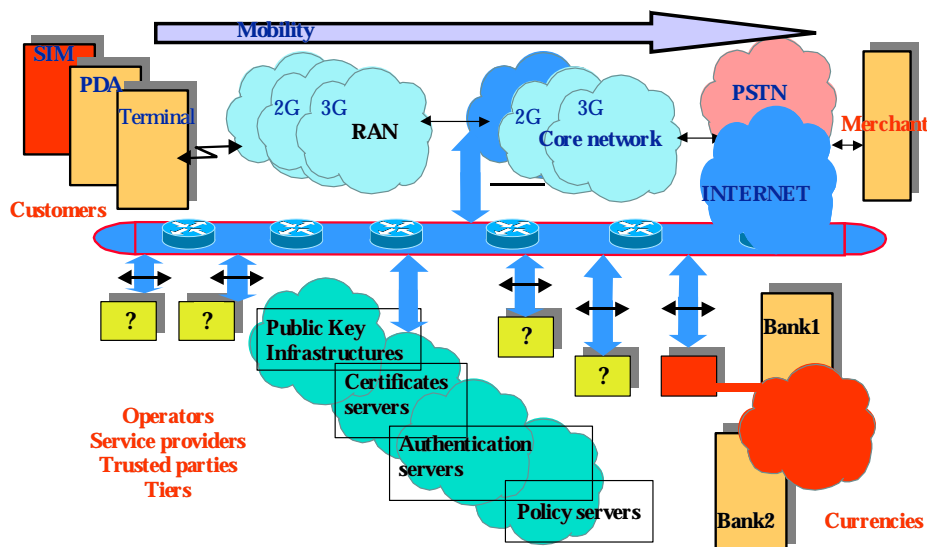 Mobility
SIM
PDA
Terminal
2G
3G
RAN
2G
3G
Core network
PSTN
INTERNET
Merchant
Customers
?
?
Public Key
Infrastructures
Certificates
servers
Authentication
servers
Policy servers
?
?
Bank1
Bank2
Operators
Service providers
Trusted parties
Tiers
Currencies